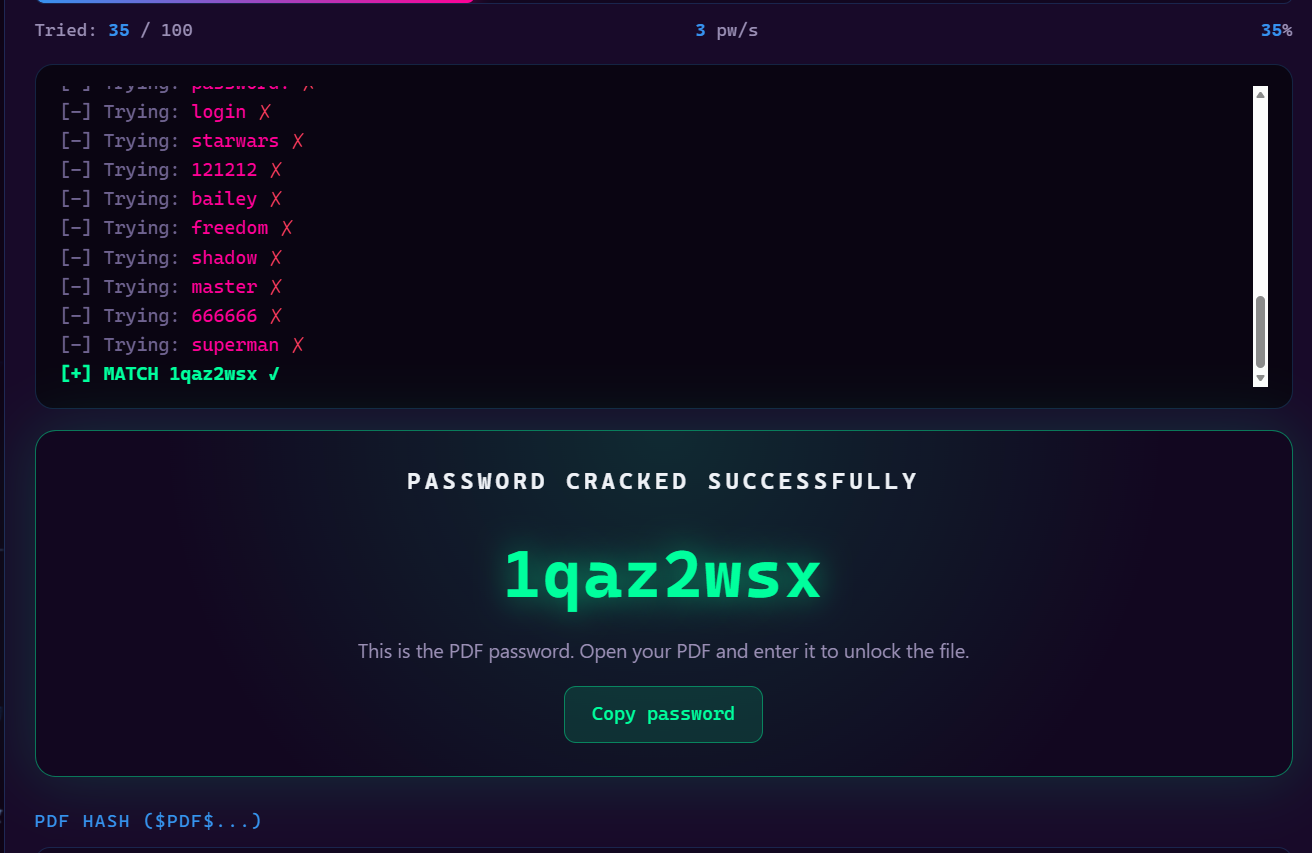 Tried: 35 / 100
3 pw/s
35%
[-] Trying: password! X
[-] Trying: login X
[-] Trying: starwars X
[-] Trying: 121212 X
[-] Trying: bailey X
[-] Trying: freedom X
[-] Trying: shadow X
[-] Trying: master X
[-] Trying: 666666 X
[-] Trying: superman X
[+] MATCH 1qaz2wsx ✓
PASSWORD CRACKED SUCCESSFULLY
1qaz2wsx
This is the PDF password. Open your PDF and enter it to unlock the file.
Copy password
PDF HASH ($PDF$...)